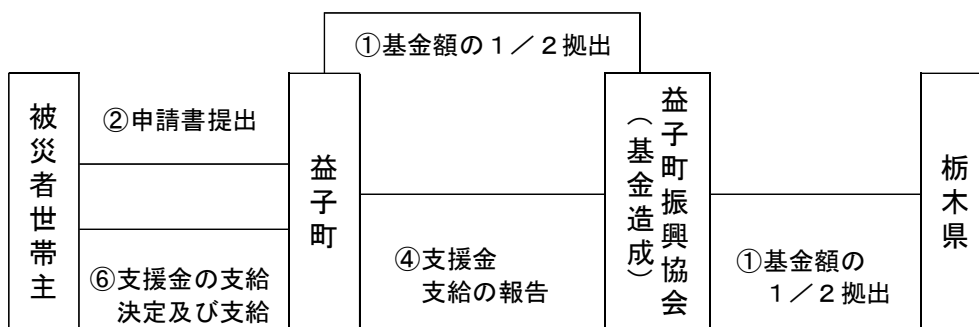 ①基金額の1／2拠出
被災者世帯主
②申請書提出
⑥支援金の支給
決定及び支給
益子町
④支援金
支給の報告
益子町振興協会
（基金造成）
①基金額の
1／2拠出
栃木県